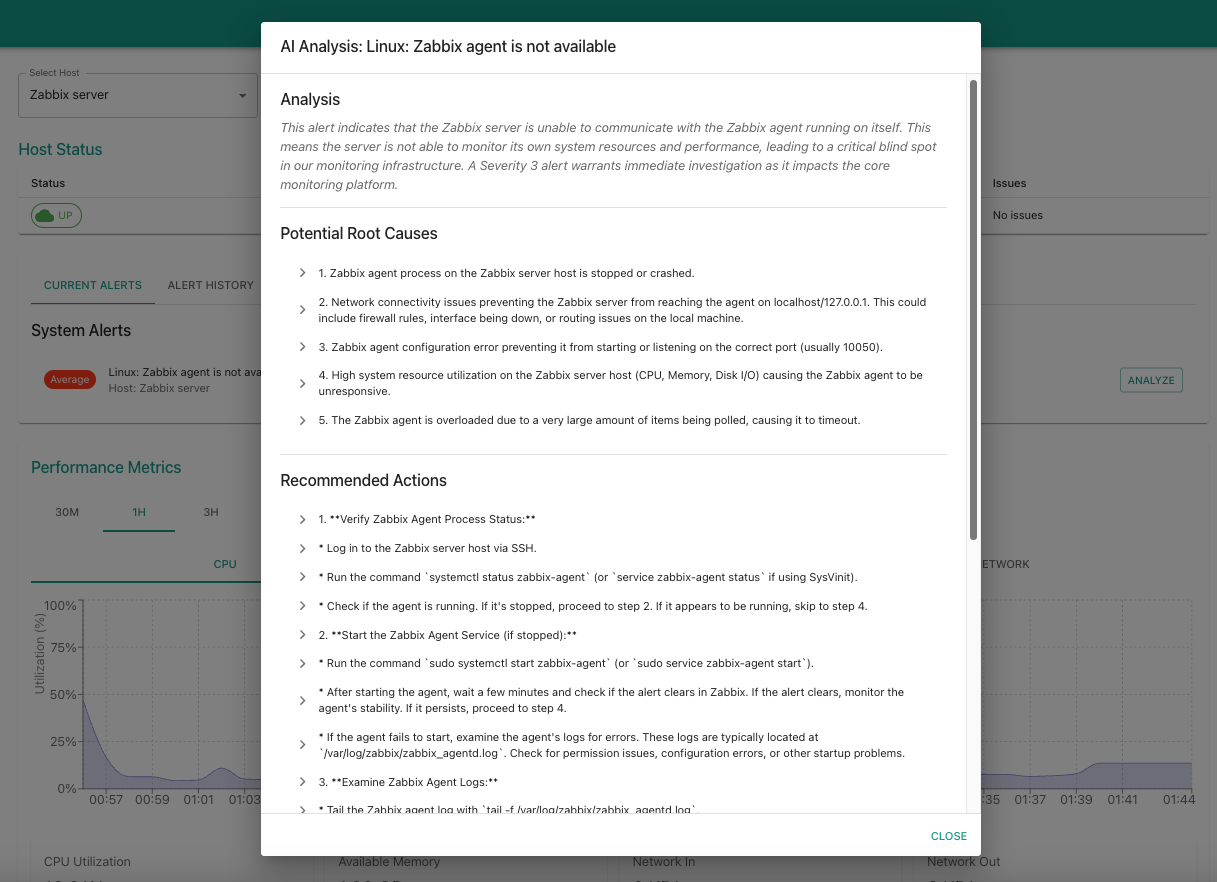 AI Analysis: Linux: Zabbix agent is not available
Select Host
Zabbix server
Host Status
Status
Issues
UP
No issues
CURRENT ALERTS
ALERT HISTORY
System Alerts
Average
Linux: Zabbix agent is not ava
Host: Zabbix server
ANALYZE
Performance Metrics
30M
1H
3H
CPU
ETWORK
Utilization (%)
100%
75%
50%
25%
0%
00:57
00:59
01:01
01:03
:35
01:37
01:39
01:41
01:44
CPU Utilization
Available Memory
Network In
Network Out
Analysis
This alert indicates that the Zabbix server is unable to communicate with the Zabbix agent running on itself. This
means the server is not able to monitor its own system resources and performance, leading to a critical blind spot
in our monitoring infrastructure. A Severity 3 alert warrants immediate investigation as it impacts the core
monitoring platform.
Potential Root Causes
1. Zabbix agent process on the Zabbix server host is stopped or crashed.
2. Network connectivity issues preventing the Zabbix server from reaching the agent on localhost/127.0.0.1. This could
include firewall rules, interface being down, or routing issues on the local machine.
3. Zabbix agent configuration error preventing it from starting or listening on the correct port (usually 10050).
4. High system resource utilization on the Zabbix server host (CPU, Memory, Disk I/O) causing the Zabbix agent to be
unresponsive.
5. The Zabbix agent is overloaded due to a very large amount of items being polled, causing it to timeout.
Recommended Actions
1. **Verify Zabbix Agent Process Status:**
* Log in to the Zabbix server host via SSH.
* Run the command `systemctl status zabbix-agent` (or `service zabbix-agent status` if using SysVinit).
* Check if the agent is running. If it's stopped, proceed to step 2. If it appears to be running, skip to step 4.
2. **Start the Zabbix Agent Service (if stopped):**
* Run the command `sudo systemctl start zabbix-agent` (or `sudo service zabbix-agent start`).
* After starting the agent, wait a few minutes and check if the alert clears in Zabbix. If the alert clears, monitor the
agent's stability. If it persists, proceed to step 4.
* If the agent fails to start, examine the agent's logs for errors. These logs are typically located at
`/var/log/zabbix/zabbix_agentd.log`. Check for permission issues, configuration errors, or other startup problems.
3. **Examine Zabbix Agent Logs:**
* Tail the Zabbix agent log with `tail -f /var/log/zabbix/zabbix_agentd.log`.
CLOSE